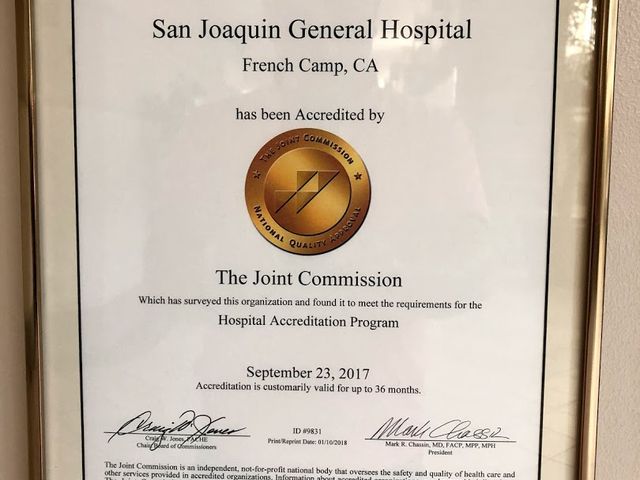 San Joaquin General Hospital
French Camp, CA
has been Accredited by
THE JOINT COMMISSION
NATIONAL QUALITY APPROVAL
The Joint Commission
Which has surveyed this organization and found it to meet the requirements for the
Hospital Accreditation Program
September 23, 2017
Accreditation is customarily valid for up to 36 months.
Craig W. Jones, FACHE
Chair, Board of Commissioners
ID #9831
Print/Reprint Date: 01/10/2018
Mark R. Chassin, MD, FACP, MPP, MPH
President
The Joint Commission is an independent, not-for-profit national body that oversees the safety and quality of health care and
other services provided in accredited organizations. Information about accredited organizations